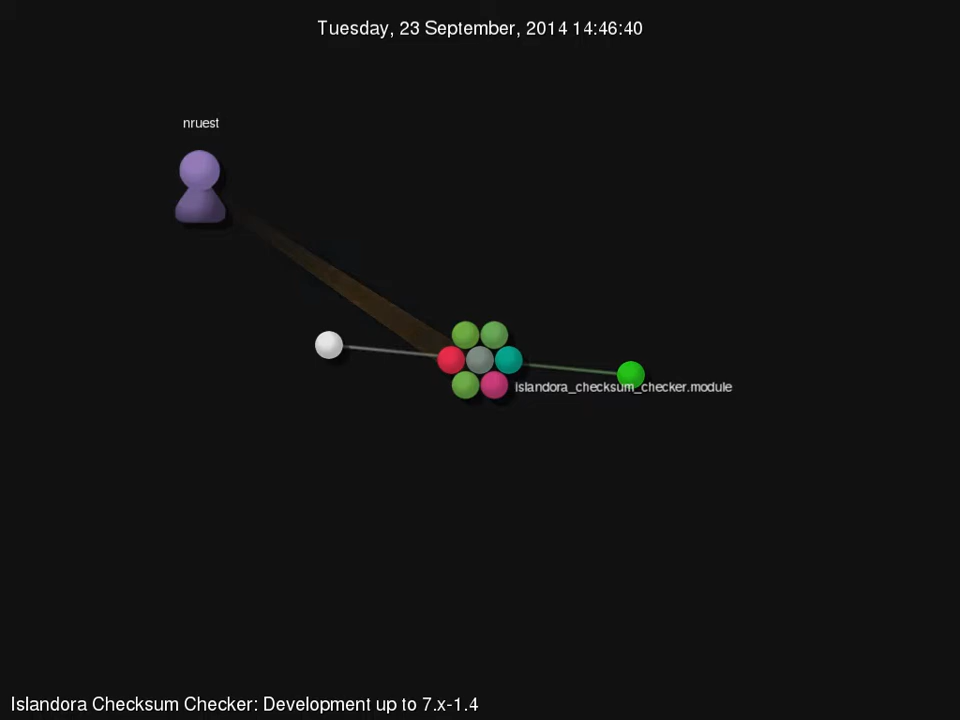 Tuesday, 23 September, 2014 14:46:40
nruest
islandora_checksum_checker.module
Islandora Checksum Checker: Development up to 7.x-1.4